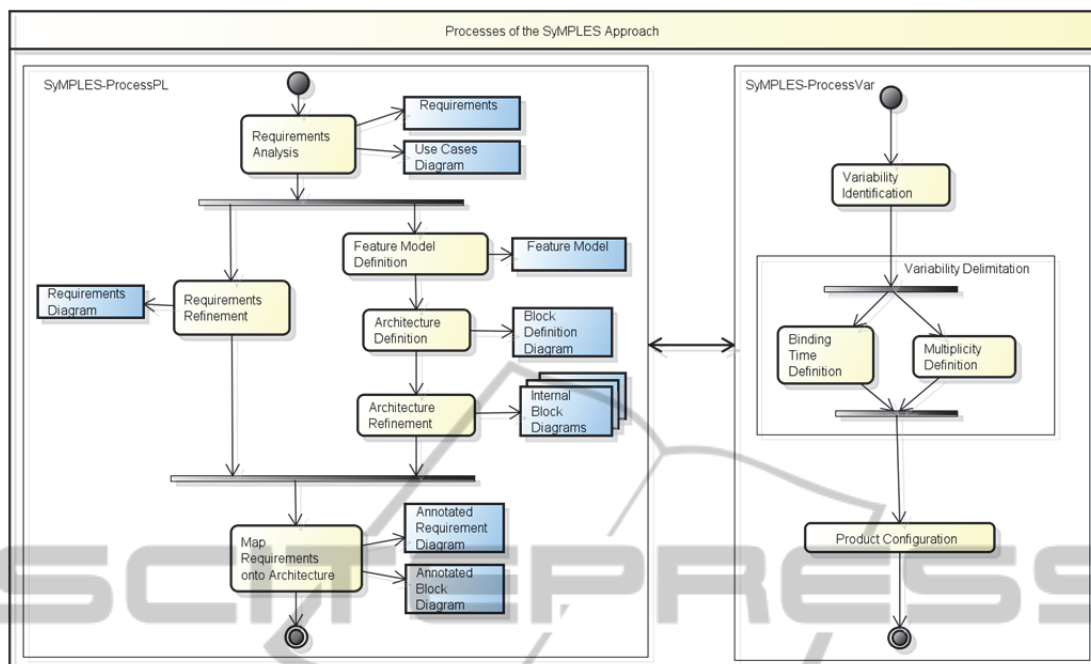 Processes of the SyMPLES Approach
SyMPLES-ProcessPL
Requirements
Analysis
Requirements
Use Cases
Diagram
Feature Model
Definition
Feature Model
Requirements
Diagram
Requirements
Refinement
Architecture
Definition
Block
Definition
Diagram
Architecture
Refinement
Internal
Block
Diagrams
Map
Requirements
onto Architecture
Annotated
Requirement
Diagram
Annotated
Block
Diagram
SyMPLES-ProcessVar
Variability
Identification
Variability Delimitation
Binding
Time
Definition
Multiplicity
Definition
Product Configuration
SCITEPRESS